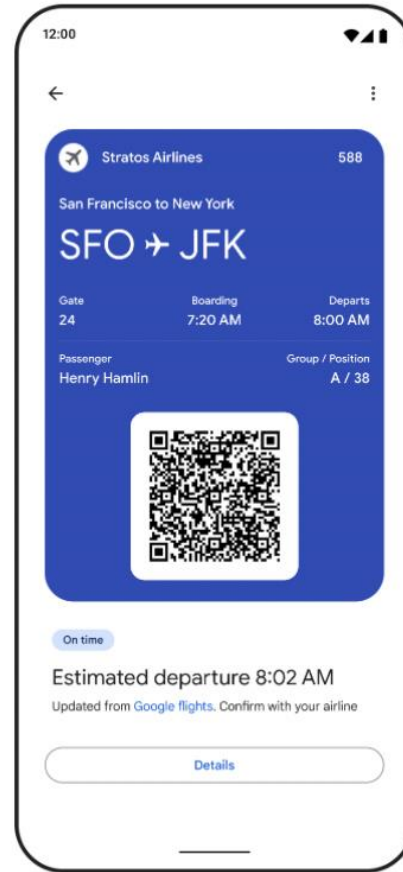 12:00
Stratos Airlines 588
San Francisco to New York
SFO ✈ JFK
Gate Boarding Departs
24 7:20 AM 8:00 AM
Passenger Group / Position
Henry Hamlin A / 38
On time
Estimated departure 8:02 AM
Updated from Google flights. Confirm with your airline
Details